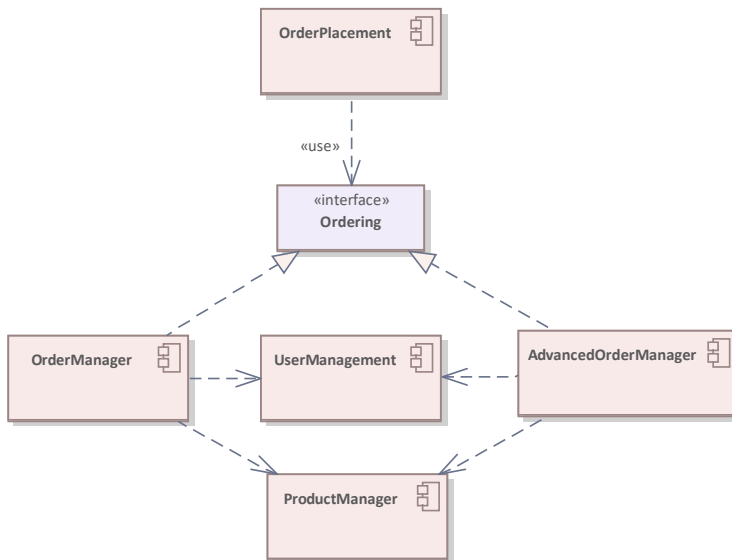 OrderPlacement
«use»
«interface»
Ordering
OrderManager
UserManagement
AdvancedOrderManager
ProductManager